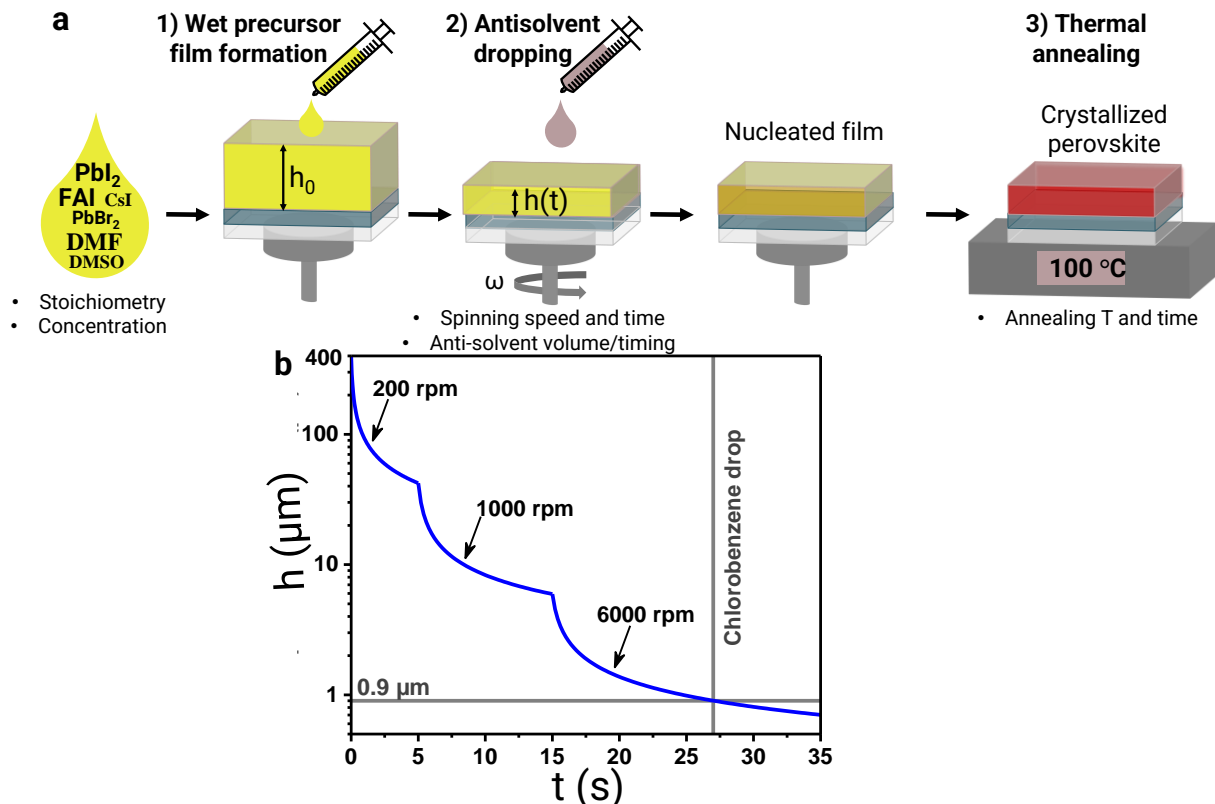 a
1) Wet precursor
film formation
2) Antisolvent
dropping
3) Thermal
annealing
PbI₂
FAI CsI
PbBr₂
DMF
DMSO
h₀
h(t)
ω
Nucleated film
Crystallized
perovskite
100 °C
• Stoichiometry
• Concentration
• Spinning speed and time
• Anti-solvent volume/timing
• Annealing T and time
b
h (µm)
400
100
10
1
200 rpm
1000 rpm
6000 rpm
0.9 µm
Chlorobenzene drop
0 5 10 15 20 25 30 35
t (s)